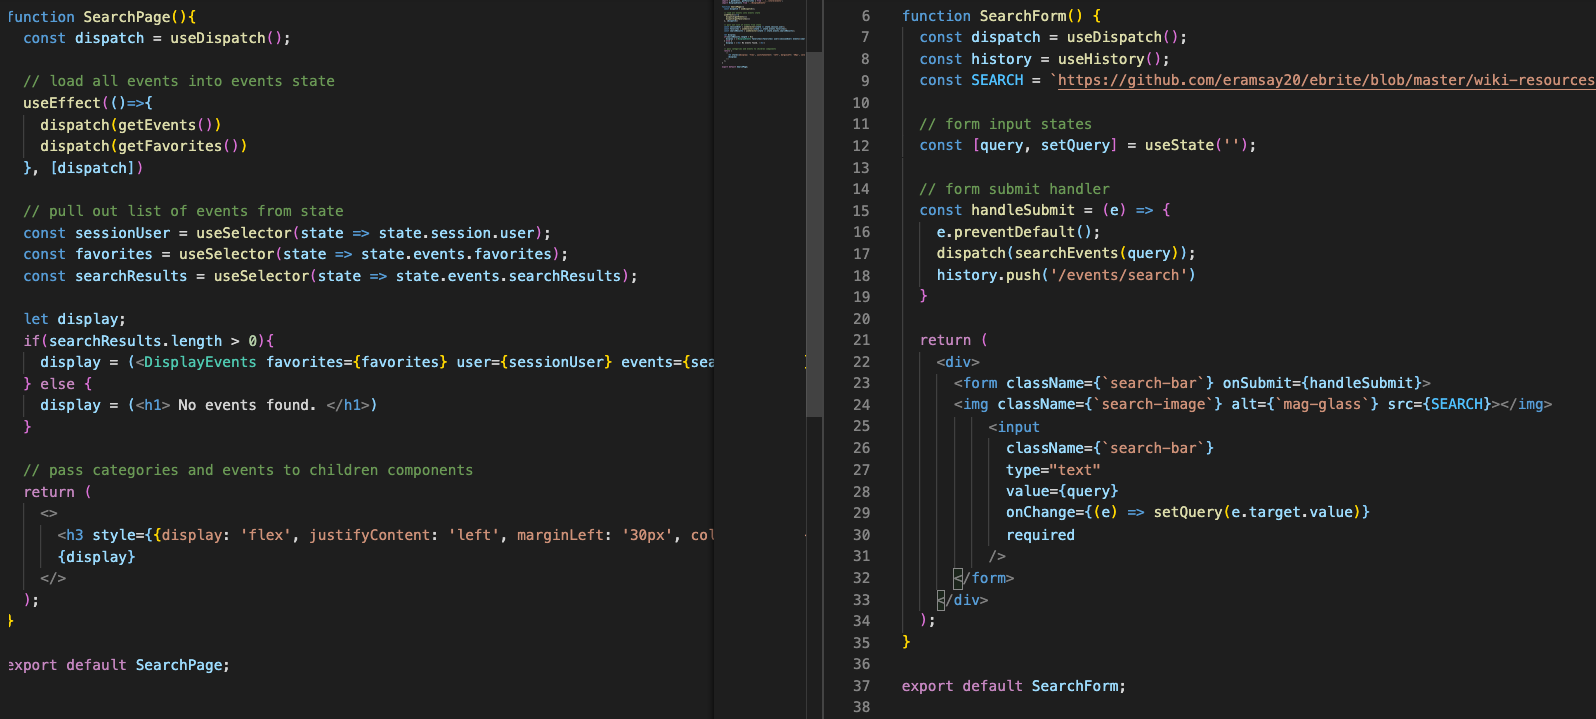 function SearchPage(){
  const dispatch = useDispatch();

  // load all events into events state
  useEffect(()=>{
    dispatch(getEvents())
    dispatch(getFavorites())
  }, [dispatch])

  // pull out list of events from state
  const sessionUser = useSelector(state => state.session.user);
  const favorites = useSelector(state => state.events.favorites);
  const searchResults = useSelector(state => state.events.searchResults);

  let display;
  if(searchResults.length > 0){
    display = (<DisplayEvents favorites={favorites} user={sessionUser} events={sea
  } else {
    display = (<h1> No events found. </h1>)
  }

  // pass categories and events to children components
  return (
    <>
      <h3 style={{display: 'flex', justifyContent: 'left', marginLeft: '30px', col
      {display}
    </>
  );
}

export default SearchPage;
6 function SearchForm() {
7   const dispatch = useDispatch();
8   const history = useHistory();
9   const SEARCH = `https://github.com/eramsay20/ebrite/blob/master/wiki-resources
10
11   // form input states
12   const [query, setQuery] = useState('');
13
14   // form submit handler
15   const handleSubmit = (e) => {
16     e.preventDefault();
17     dispatch(searchEvents(query));
18     history.push('/events/search')
19   }
20
21   return (
22     <div>
23       <form className={`search-bar`} onSubmit={handleSubmit}>
24       <img className={`search-image`} alt={`mag-glass`} src={SEARCH}></img>
25           <input
26             className={`search-bar`}
27             type="text"
28             value={query}
29             onChange={(e) => setQuery(e.target.value)}
30             required
31           />
32       </form>
33     </div>
34   );
35 }
36
37 export default SearchForm;
38